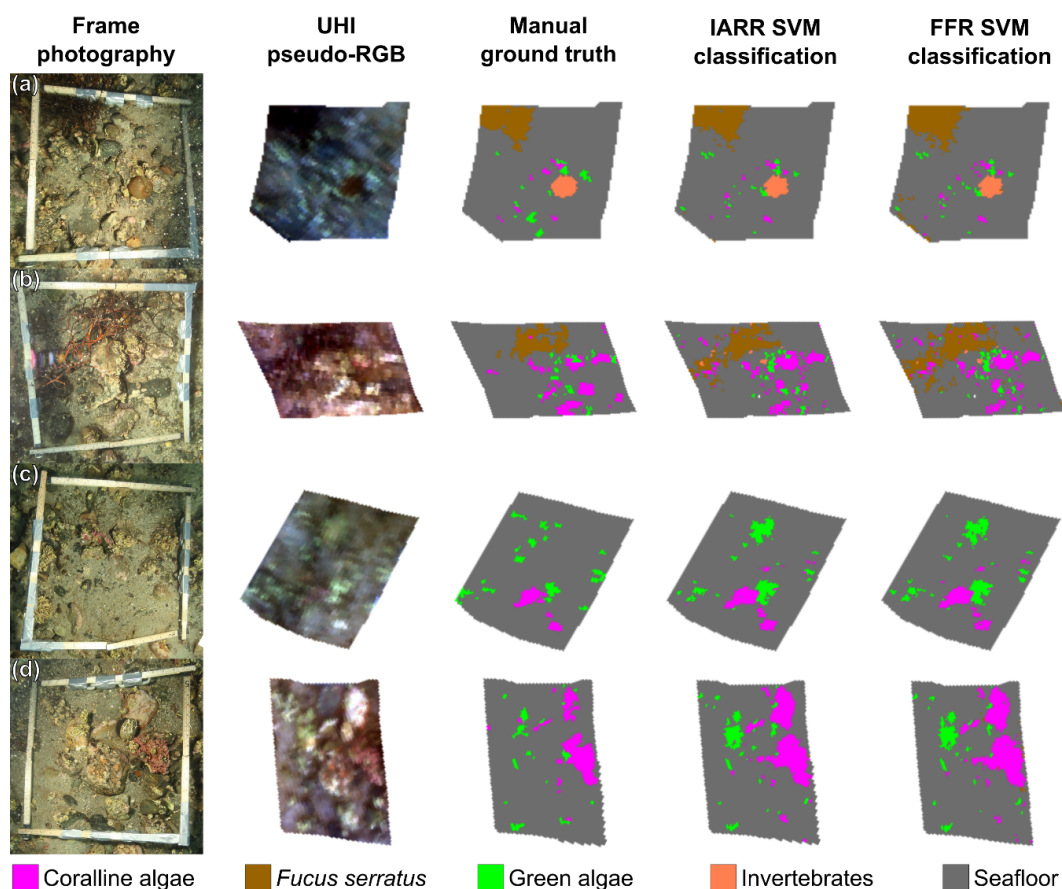 Frame photography
UHI pseudo-RGB
Manual ground truth
IARR SVM classification
FFR SVM classification
(a)
(b)
(c)
(d)
Coralline algae
Fucus serratus
Green algae
Invertebrates
Seafloor